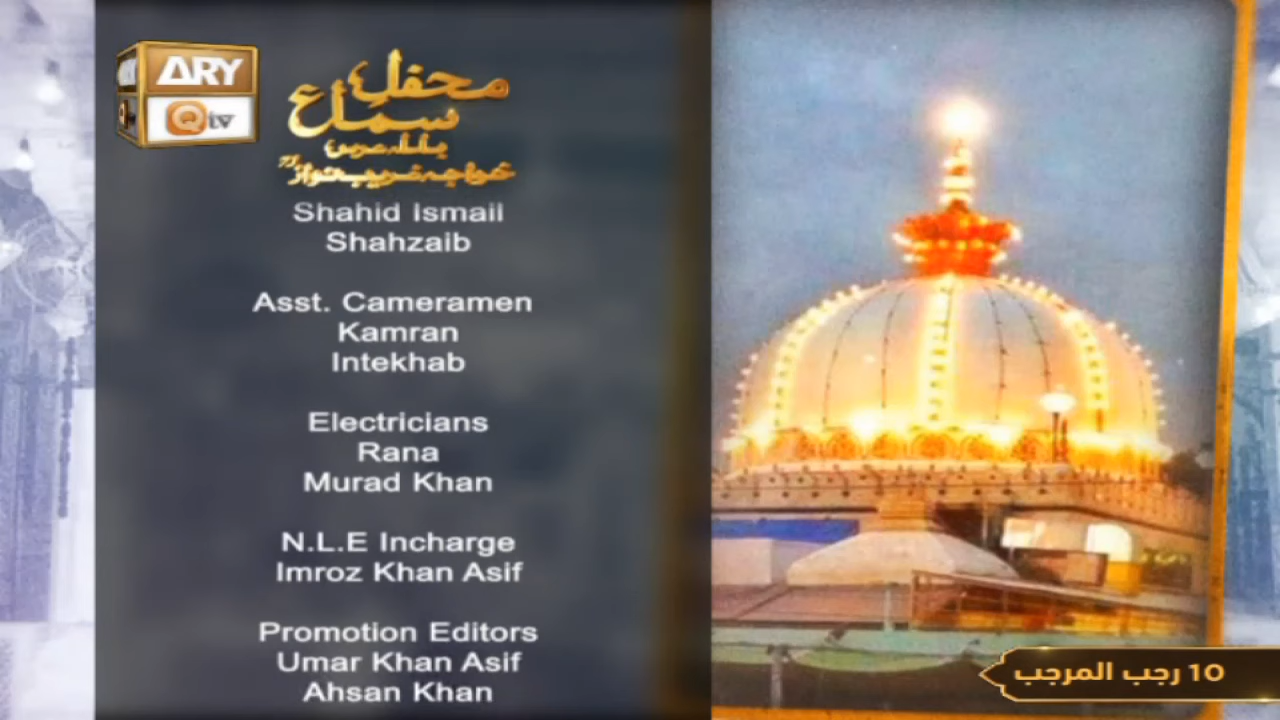 ARY
Qtv
محفلِ
سماع
بسلسلہ عرس
خواجہ غریب نوازؒ
Shahid Ismail
Shahzaib
Asst. Cameramen
Kamran
Intekhab
Electricians
Rana
Murad Khan
N.L.E Incharge
Imroz Khan Asif
Promotion Editors
Umar Khan Asif
Ahsan Khan
10 رجب المرجب